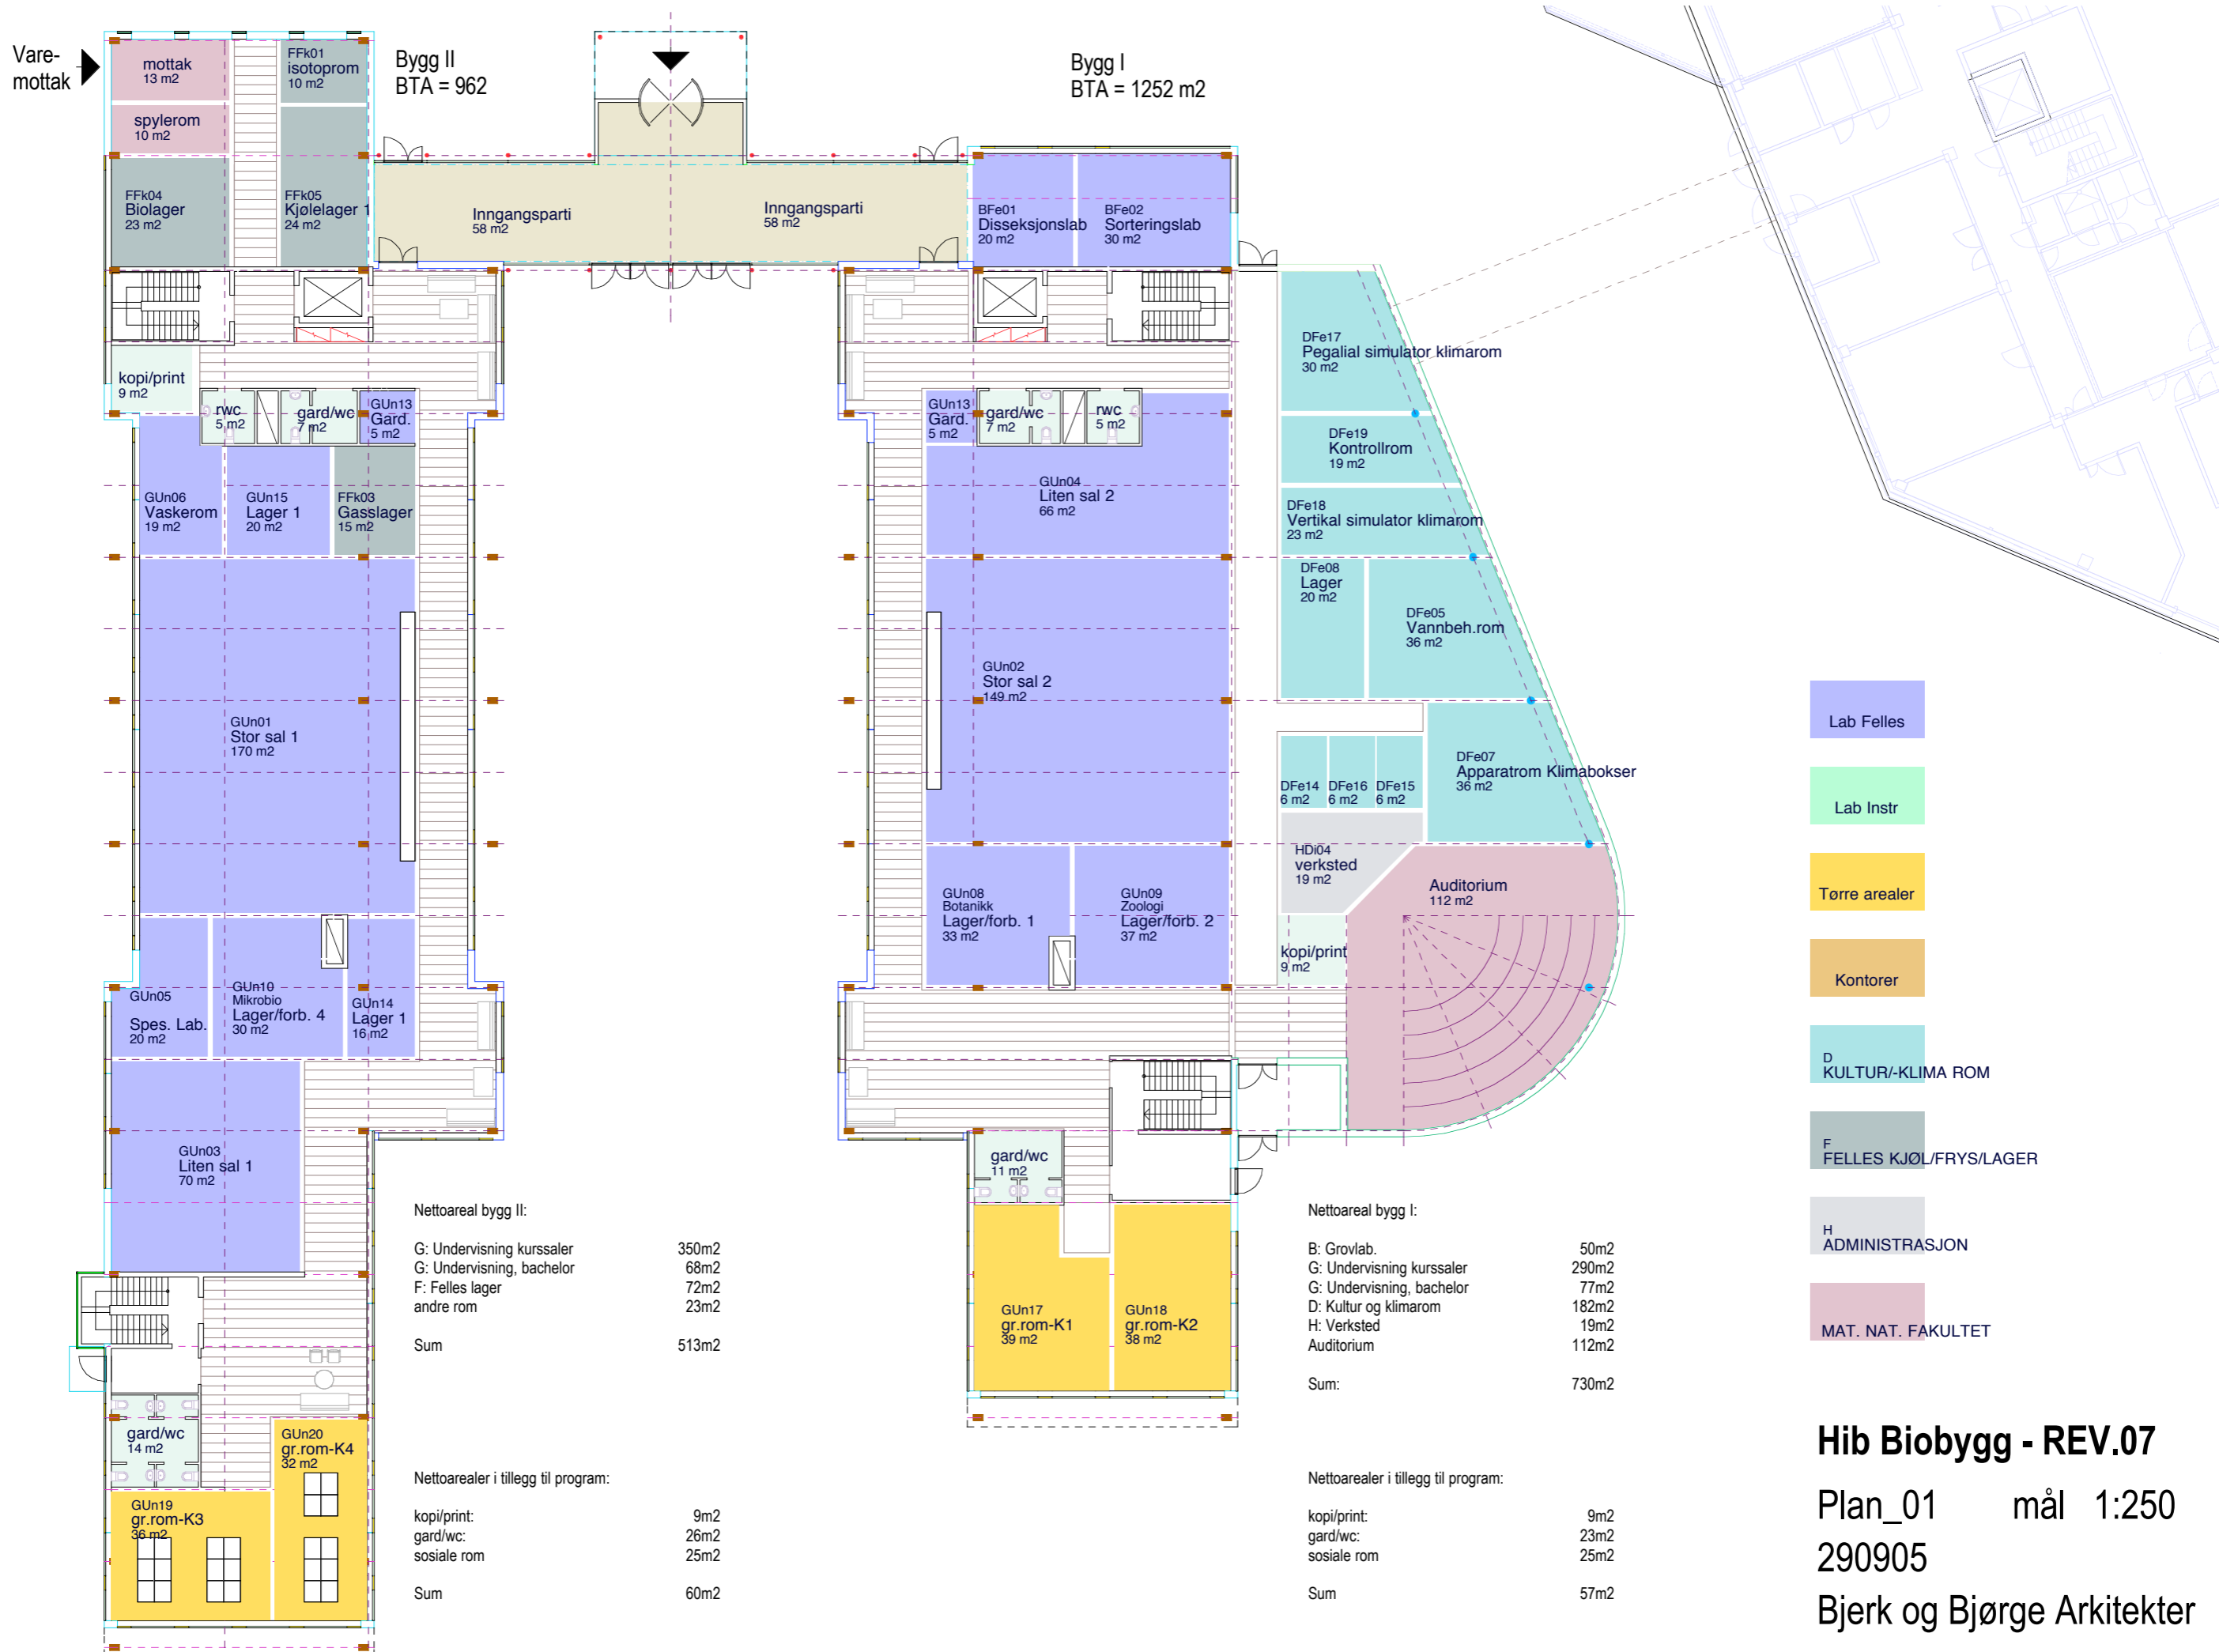 Vare-
mottak
mottak
13 m2
FFk01
isotoprom
10 m2
Bygg II
BTA = 962
Bygg I
BTA = 1252 m2
spylerom
10 m2
FFk04
Biolager
23 m2
FFk05
Kjølelager 1
24 m2
Inngangsparti
58 m2
Inngangsparti
58 m2
BFe01
Disseksjonslab
20 m2
BFe02
Sorteringslab
30 m2
kopi/print
9 m2
rwc
5 m2
gard/wc
7 m2
GUn13
Gard.
5 m2
GUn13
Gard.
5 m2
gard/wc
7 m2
rwc
5 m2
DFe17
Pegalial simulator klimarom
30 m2
DFe19
Kontrollrom
19 m2
GUn06
Vaskerom
19 m2
GUn15
Lager 1
20 m2
FFk03
Gasslager
15 m2
GUn04
Liten sal 2
66 m2
DFe18
Vertikal simulator klimarom
23 m2
DFe08
Lager
20 m2
DFe05
Vannbeh.rom
36 m2
GUn01
Stor sal 1
170 m2
GUn02
Stor sal 2
149 m2
DFe14
6 m2
DFe16
6 m2
DFe15
6 m2
DFe07
Apparatrom Klimabokser
36 m2
HDi04
verksted
19 m2
Auditorium
112 m2
GUn08
Botanikk
Lager/forb. 1
33 m2
GUn09
Zoologi
Lager/forb. 2
37 m2
kopi/print
9 m2
GUn05
Spes. Lab.
20 m2
GUn10
Mikrobio
Lager/forb. 4
30 m2
GUn14
Lager 1
16 m2
GUn03
Liten sal 1
70 m2
gard/wc
11 m2
GUn17
gr.rom-K1
39 m2
GUn18
gr.rom-K2
38 m2
gard/wc
14 m2
GUn20
gr.rom-K4
32 m2
GUn19
gr.rom-K3
36 m2
Nettoareal bygg II:
G: Undervisning kurssaler 350m2
G: Undervisning, bachelor 68m2
F: Felles lager 72m2
andre rom 23m2
Sum 513m2
Nettoarealer i tillegg til program:
kopi/print: 9m2
gard/wc: 26m2
sosiale rom 25m2
Sum 60m2
Nettoareal bygg I:
B: Grovlab. 50m2
G: Undervisning kurssaler 290m2
G: Undervisning, bachelor 77m2
D: Kultur og klimarom 182m2
H: Verksted 19m2
Auditorium 112m2
Sum: 730m2
Nettoarealer i tillegg til program:
kopi/print: 9m2
gard/wc: 23m2
sosiale rom 25m2
Sum 57m2
Lab Felles
Lab Instr
Tørre arealer
Kontorer
D
KULTUR/-KLIMA ROM
F
FELLES KJØL/FRYS/LAGER
H
ADMINISTRASJON
MAT. NAT. FAKULTET
Hib Biobygg - REV.07
Plan_01 mål 1:250
290905
Bjerk og Bjørge Arkitekter